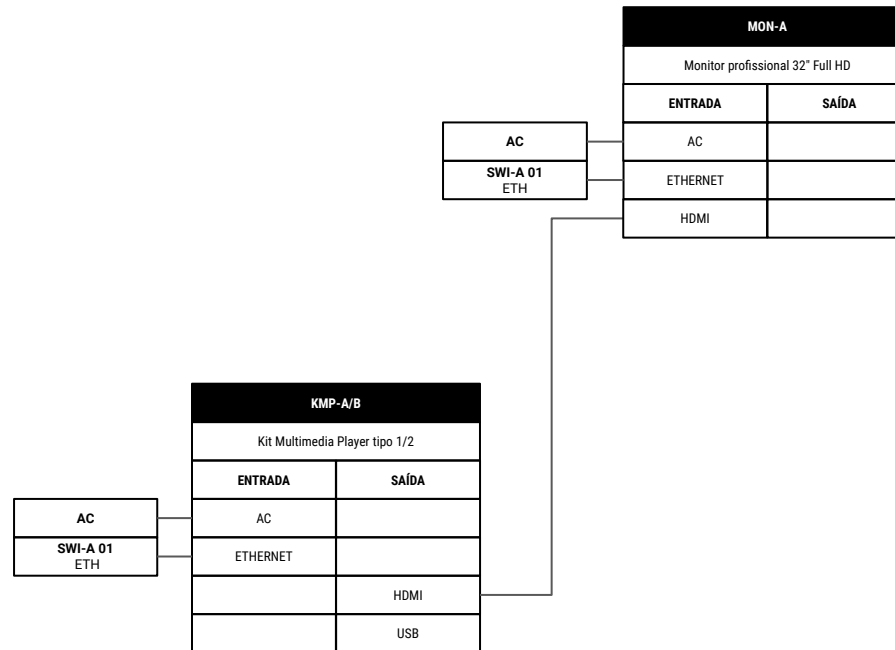 MON-A
Monitor profissional 32" Full HD
ENTRADA SAÍDA
AC AC
SWI-A 01
ETH ETHERNET
HDMI
KMP-A/B
Kit Multimedia Player tipo 1/2
ENTRADA SAÍDA
AC AC
SWI-A 01
ETH ETHERNET
HDMI
USB